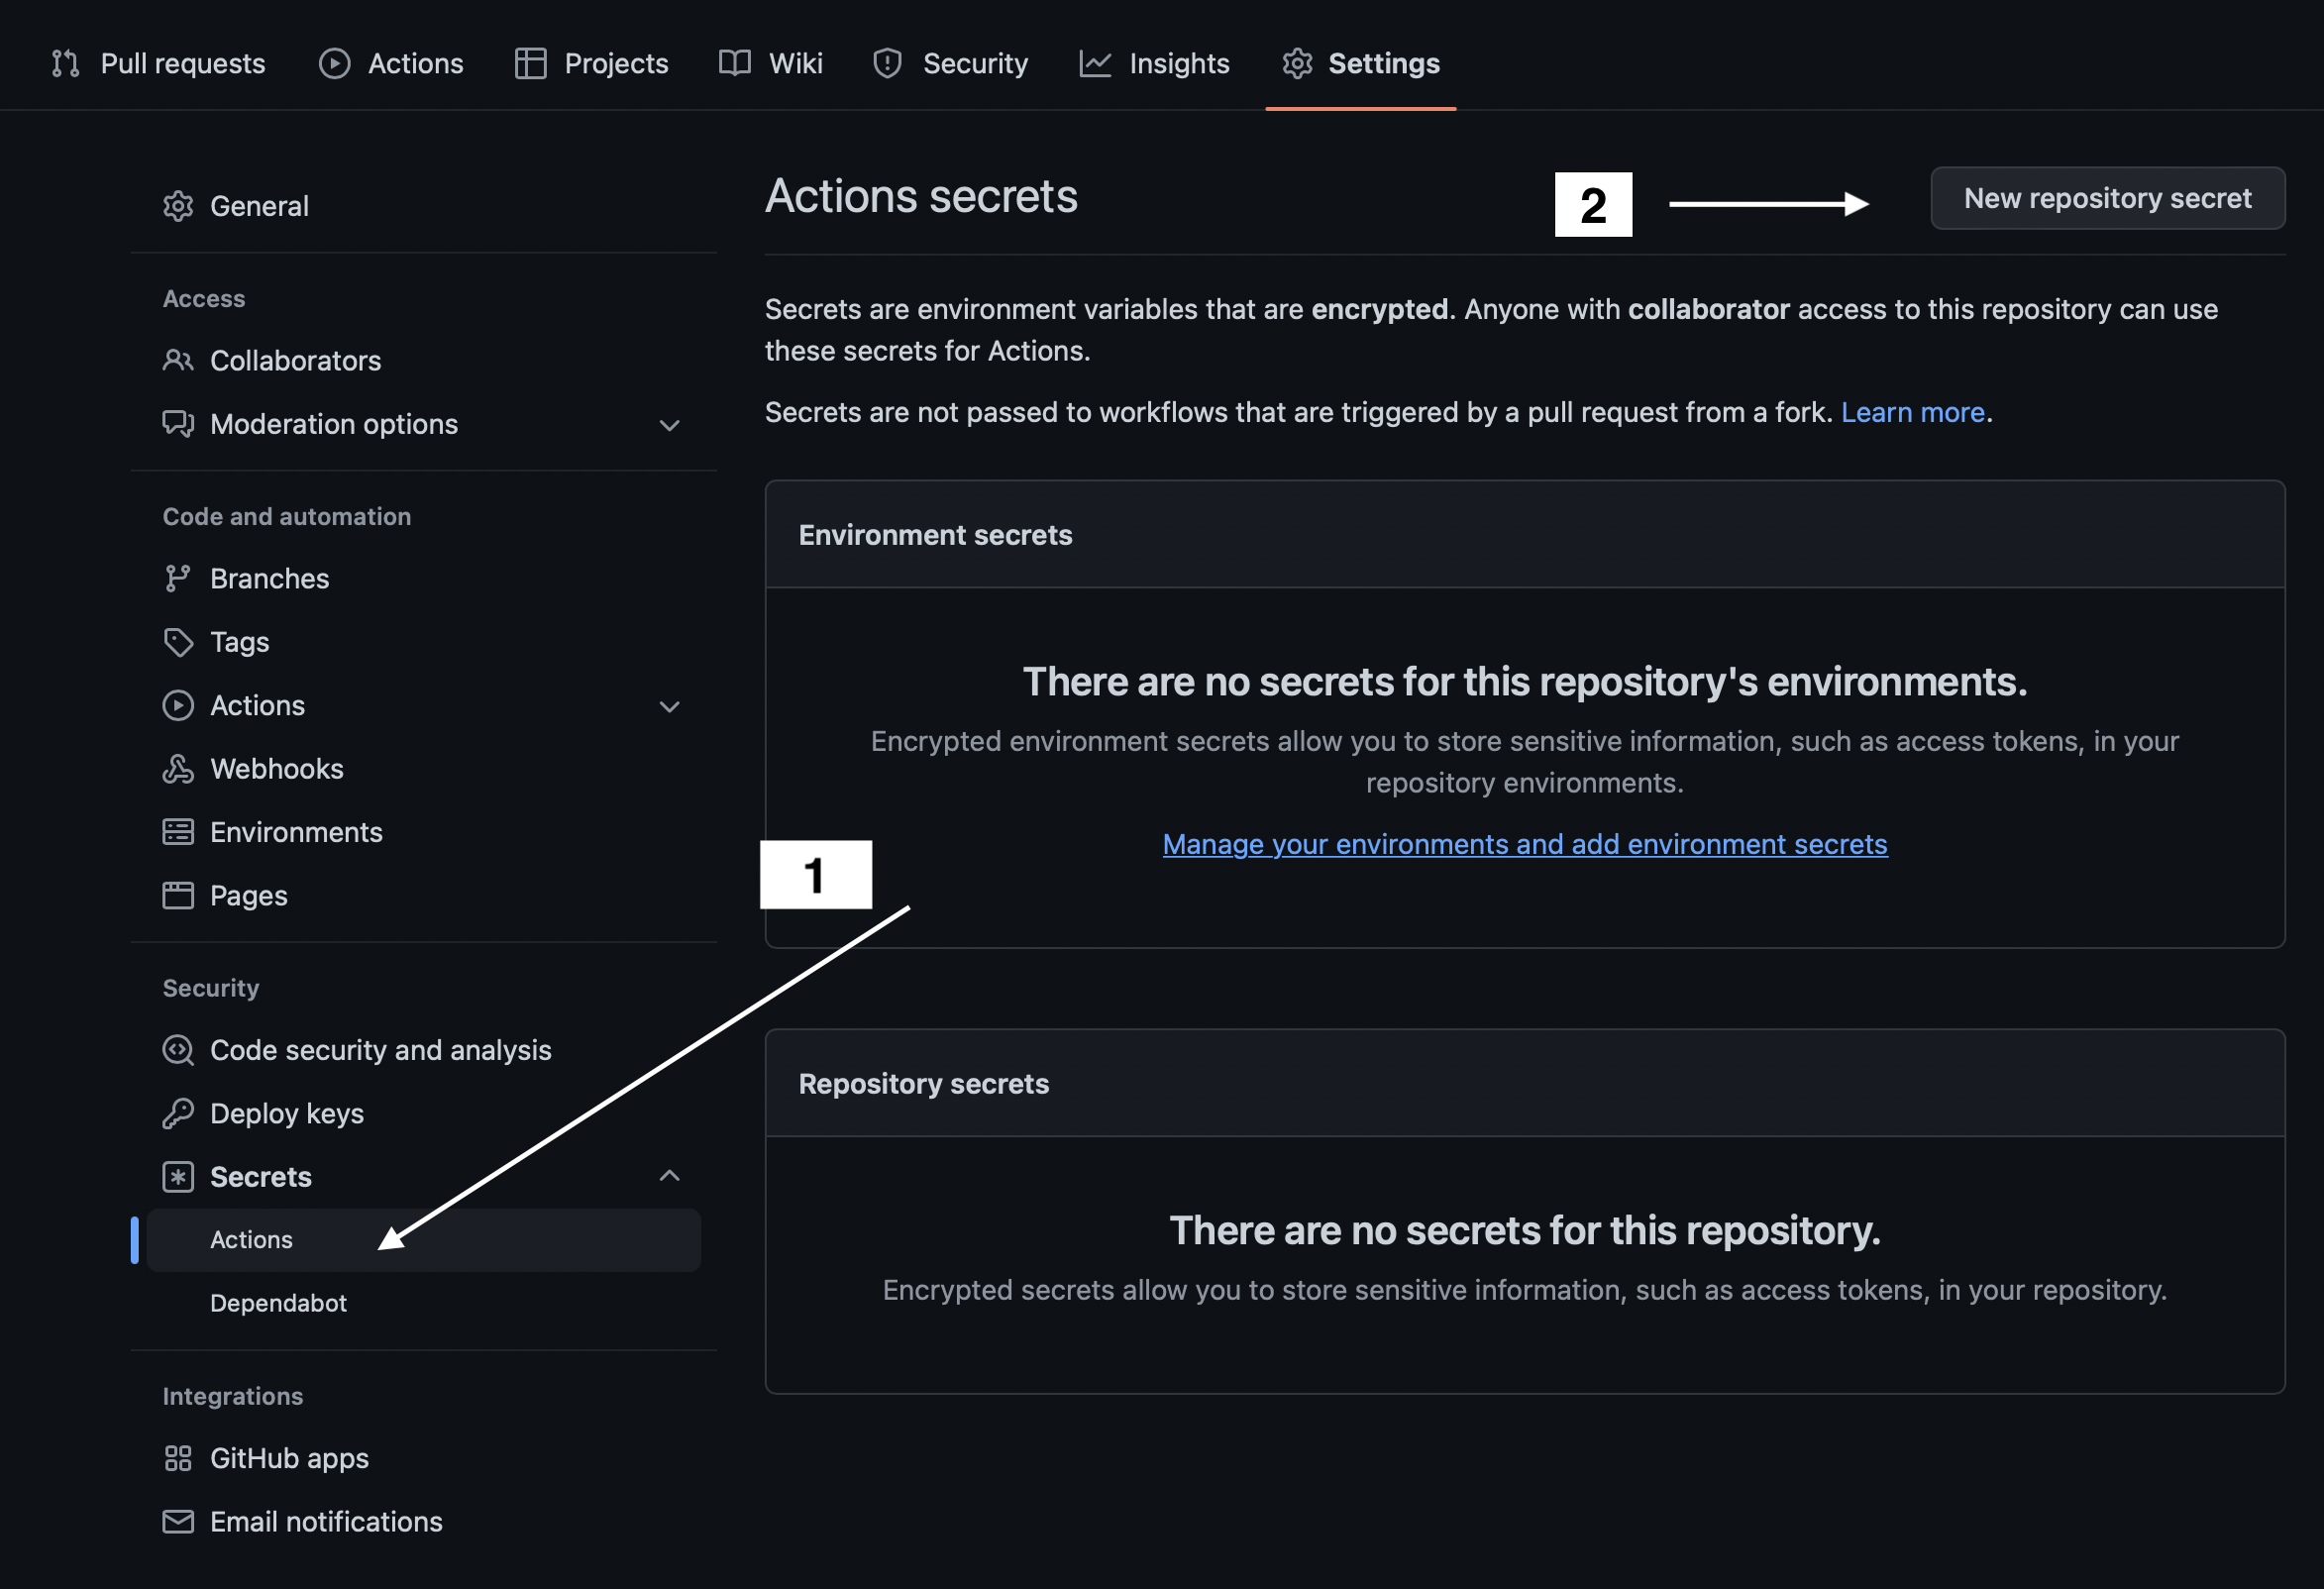 Pull requests
Actions
Projects
Wiki
Security
Insights
Settings
General
Access
Collaborators
Moderation options
Code and automation
Branches
Tags
Actions
Webhooks
Environments
Pages
Security
Code security and analysis
Deploy keys
Secrets
Actions
Dependabot
Integrations
GitHub apps
Email notifications
Actions secrets
2
New repository secret
Secrets are environment variables that are encrypted. Anyone with collaborator access to this repository can use
these secrets for Actions.
Secrets are not passed to workflows that are triggered by a pull request from a fork. Learn more.
Environment secrets
There are no secrets for this repository's environments.
Encrypted environment secrets allow you to store sensitive information, such as access tokens, in your
repository environments.
Manage your environments and add environment secrets
1
Repository secrets
There are no secrets for this repository.
Encrypted secrets allow you to store sensitive information, such as access tokens, in your repository.